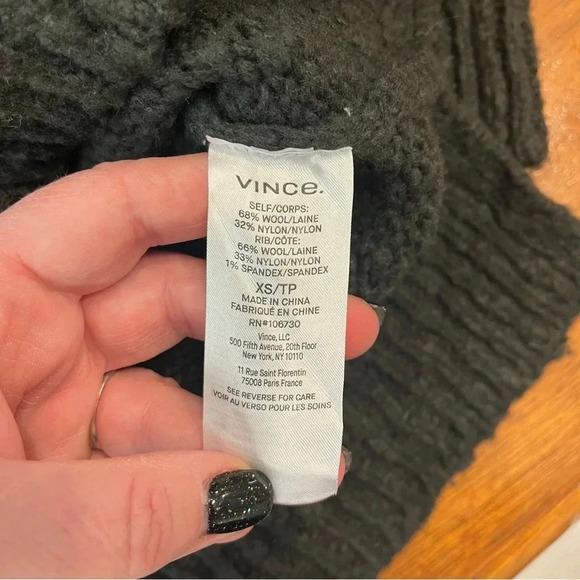 VINCE.
SELF/CORPS:
68% WOOL/LAINE
32% NYLON/NYLON
RIB/CÔTE:
66% WOOL/LAINE
33% NYLON/NYLON
1% SPANDEX/SPANDEX
XS/TP
MADE IN CHINA
FABRIQUÉ EN CHINE
RN#106730
Vince, LLC
500 Fifth Avenue, 20th Floor
New York, NY 10110
11 Rue Saint Florentin
75008 Paris France
SEE REVERSE FOR CARE
VOIR AU VERSO POUR LES SOINS